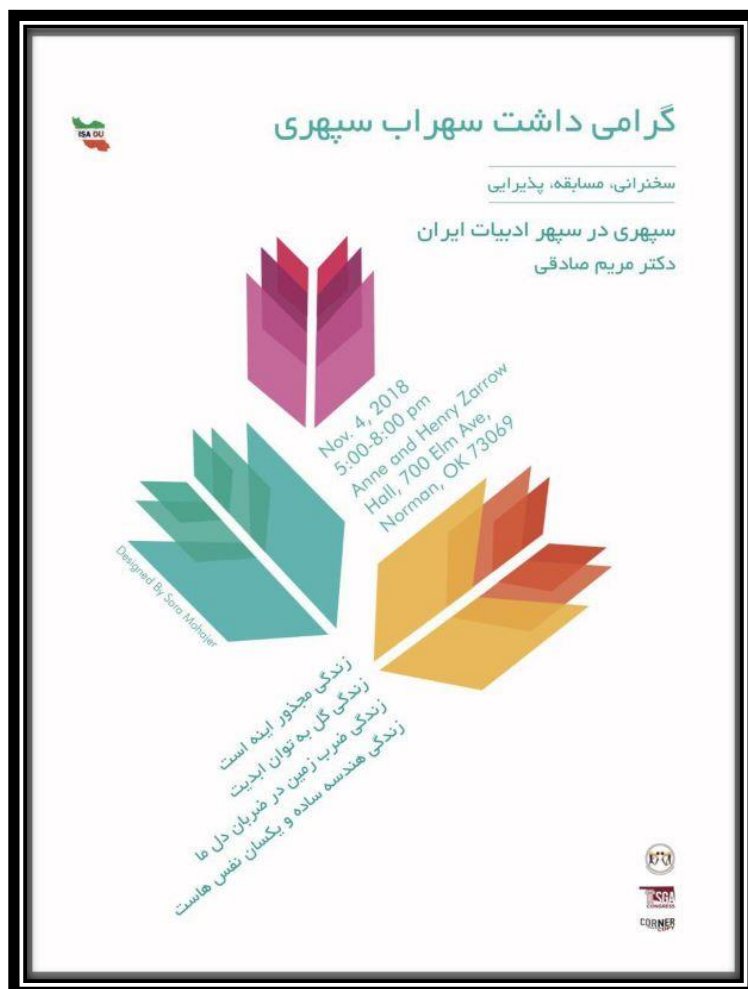 ISA OU
گرامی داشت سهراب سپهری
سخنرانی، مسابقه، پذیرایی
سپهری در سپهر ادبیات ایران
دکتر مریم صادقی
Nov. 4, 2018
5:00-8:00 pm
Anne and Henry Zarrow
Hall, 700 Elm Ave,
Norman, OK 73069
Designed By Sara Mohajer
زندگی مجذور اینه است
زندگی گل به توان ابدیت
زندگی ضرب زمین در ضربان دل ما
زندگی هندسه ساده و یکسان نفس هاست
SGA
CONGRESS
CORNER
COPY